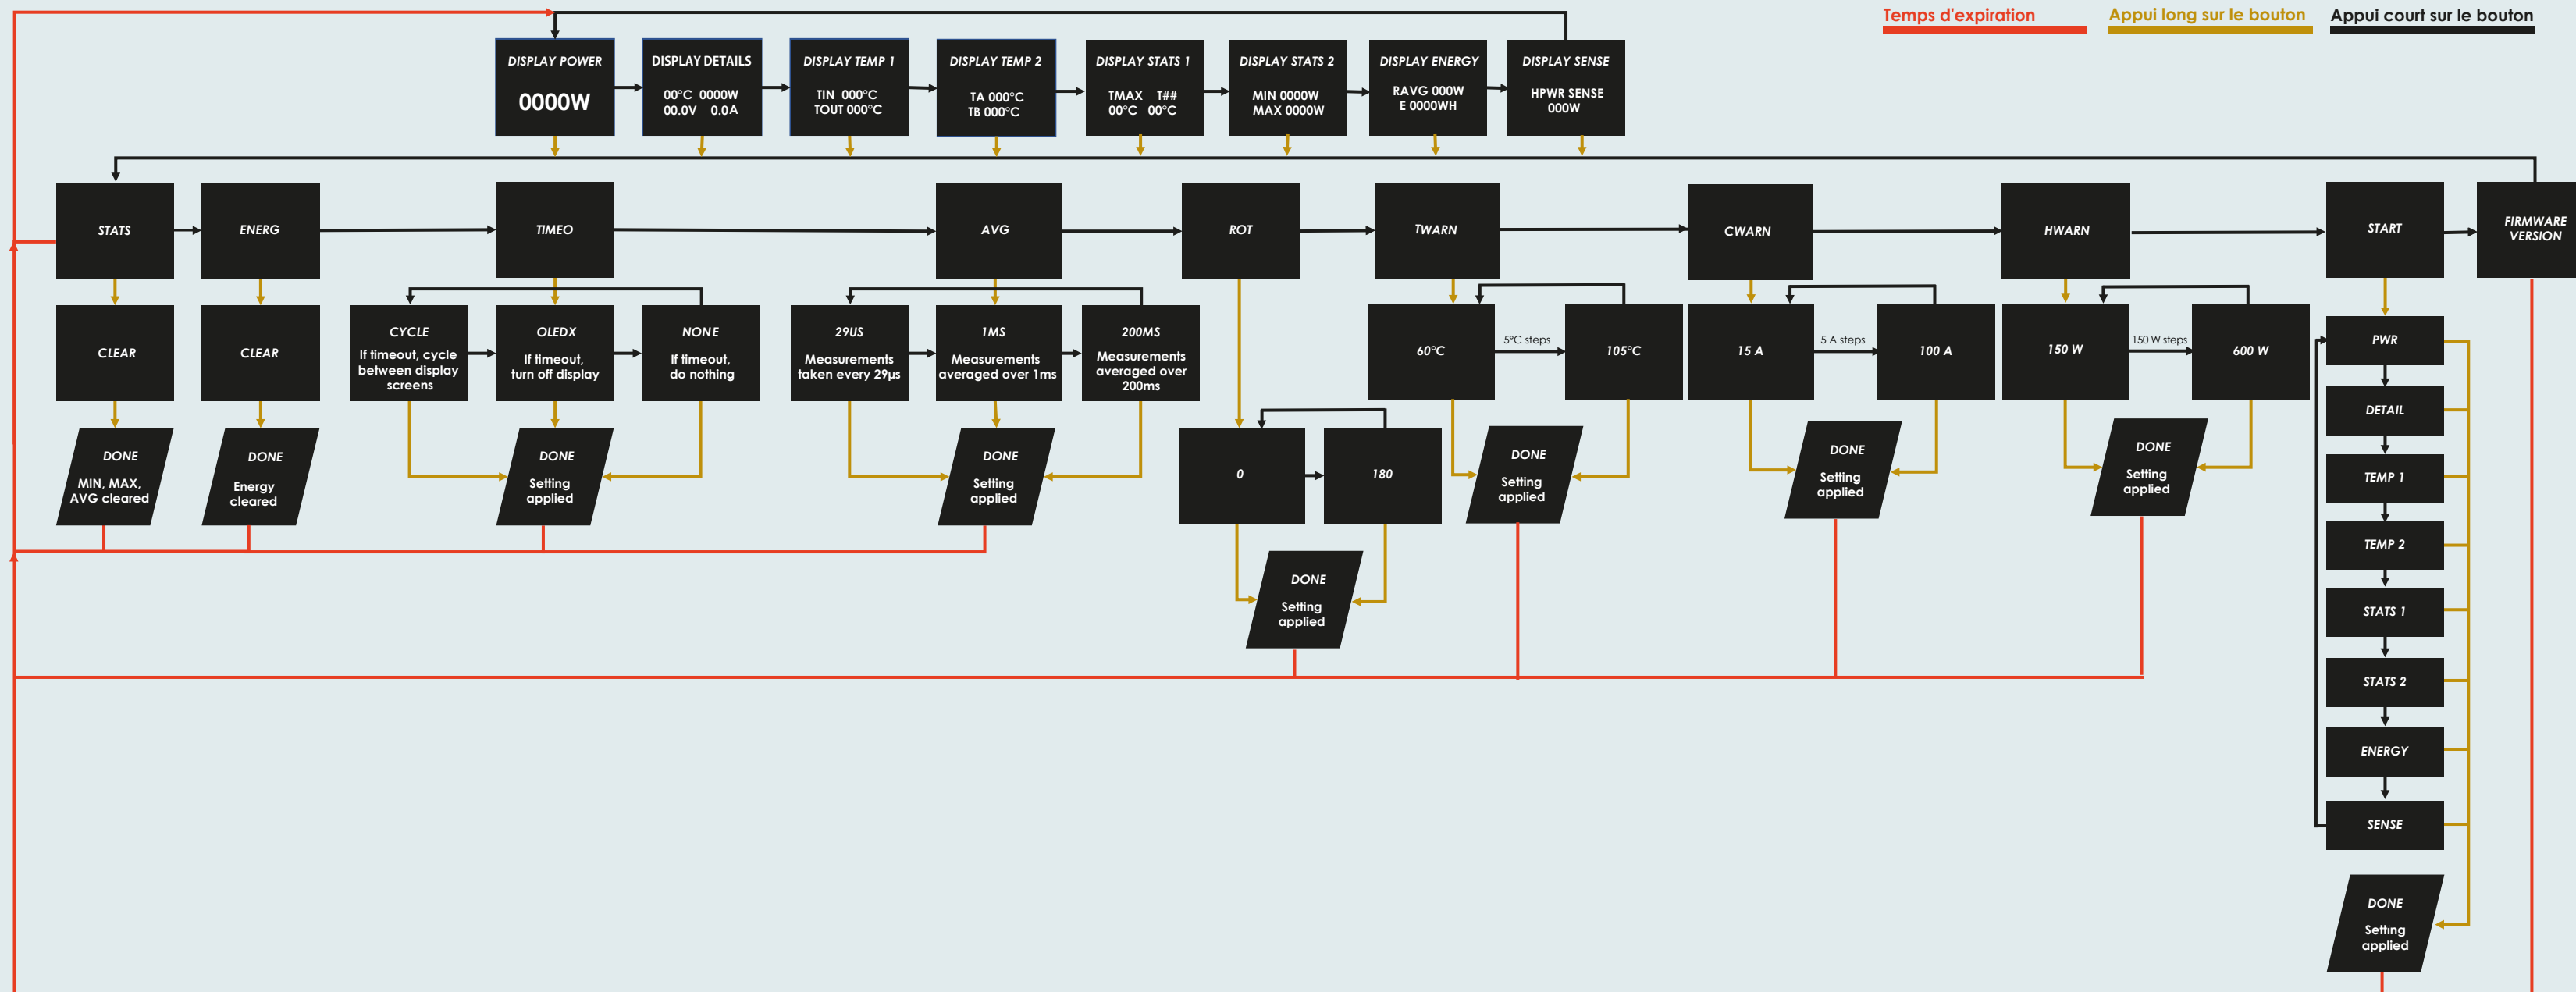 Temps d'expiration
Appui long sur le bouton
Appui court sur le bouton
DISPLAY POWER
0000W
DISPLAY DETAILS
00°C 0000W
00.0V 0.0A
DISPLAY TEMP 1
TIN 000°C
TOUT 000°C
DISPLAY TEMP 2
TA 000°C
TB 000°C
DISPLAY STATS 1
TMAX T##
00°C 00°C
DISPLAY STATS 2
MIN 0000W
MAX 0000W
DISPLAY ENERGY
RAVG 000W
E 0000WH
DISPLAY SENSE
HPWR SENSE
000W
STATS
ENERG
TIMEO
AVG
ROT
TWARN
CWARN
HWARN
START
FIRMWARE
VERSION
CLEAR
CLEAR
CYCLE
If timeout, cycle
between display
screens
OLEDX
If timeout,
turn off display
NONE
If timeout,
do nothing
29US
Measurements
taken every 29µs
1MS
Measurements
averaged over 1ms
200MS
Measurements
averaged over
200ms
60°C
5°C steps
105°C
15 A
5 A steps
100 A
150 W
150 W steps
600 W
DONE
MIN, MAX,
AVG cleared
DONE
Energy
cleared
DONE
Setting
applied
DONE
Setting
applied
0
180
DONE
Setting
applied
DONE
Setting
applied
DONE
Setting
applied
DONE
Setting
applied
PWR
DETAIL
TEMP 1
TEMP 2
STATS 1
STATS 2
ENERGY
SENSE
DONE
Setting
applied